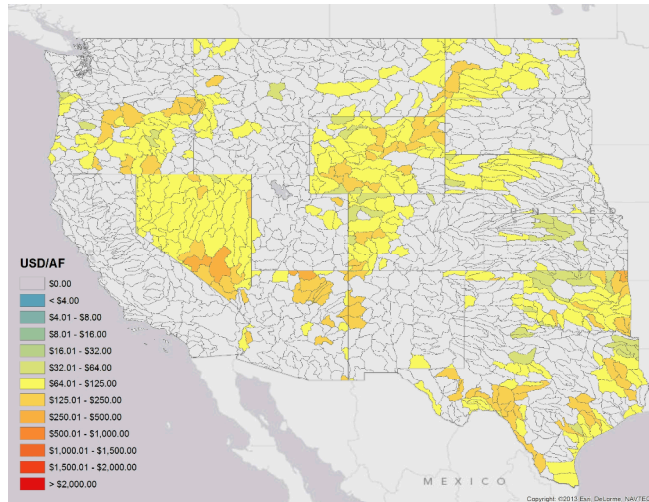 USD/AF
$0.00
< $4.00
$4.01 - $8.00
$8.01 - $16.00
$16.01 - $32.00
$32.01 - $64.00
$64.01 - $125.00
$125.01 - $250.00
$250.01 - $500.00
$500.01 - $1,000.00
$1,000.01 - $1,500.00
$1,500.01 - $2,000.00
> $2,000.00
MEXICO
Copyright: ©2013 Esri, DeLorme, NAVTEQ